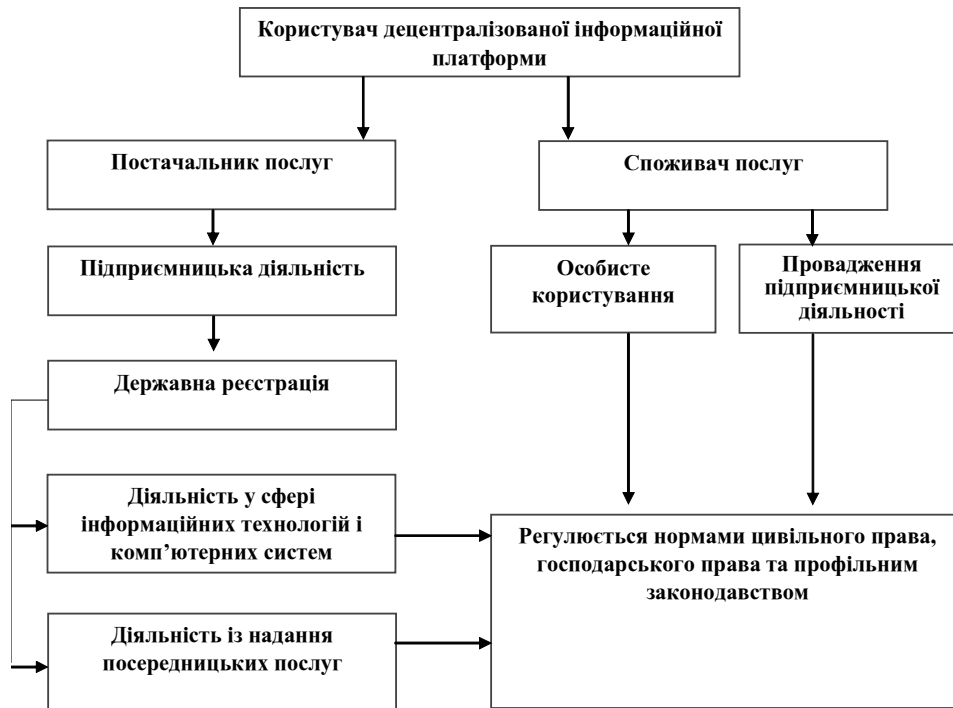 Користувач децентралізованої інформаційної
платформи
Постачальник послуг
Споживач послуг
Підприємницька діяльність
Особисте
користування
Провадження
підприємницької
діяльності
Державна реєстрація
Діяльність у сфері
інформаційних технологій і
комп’ютерних систем
Регулюється нормами цивільного права,
господарського права та профільним
законодавством
Діяльність із надання
посередницьких послуг